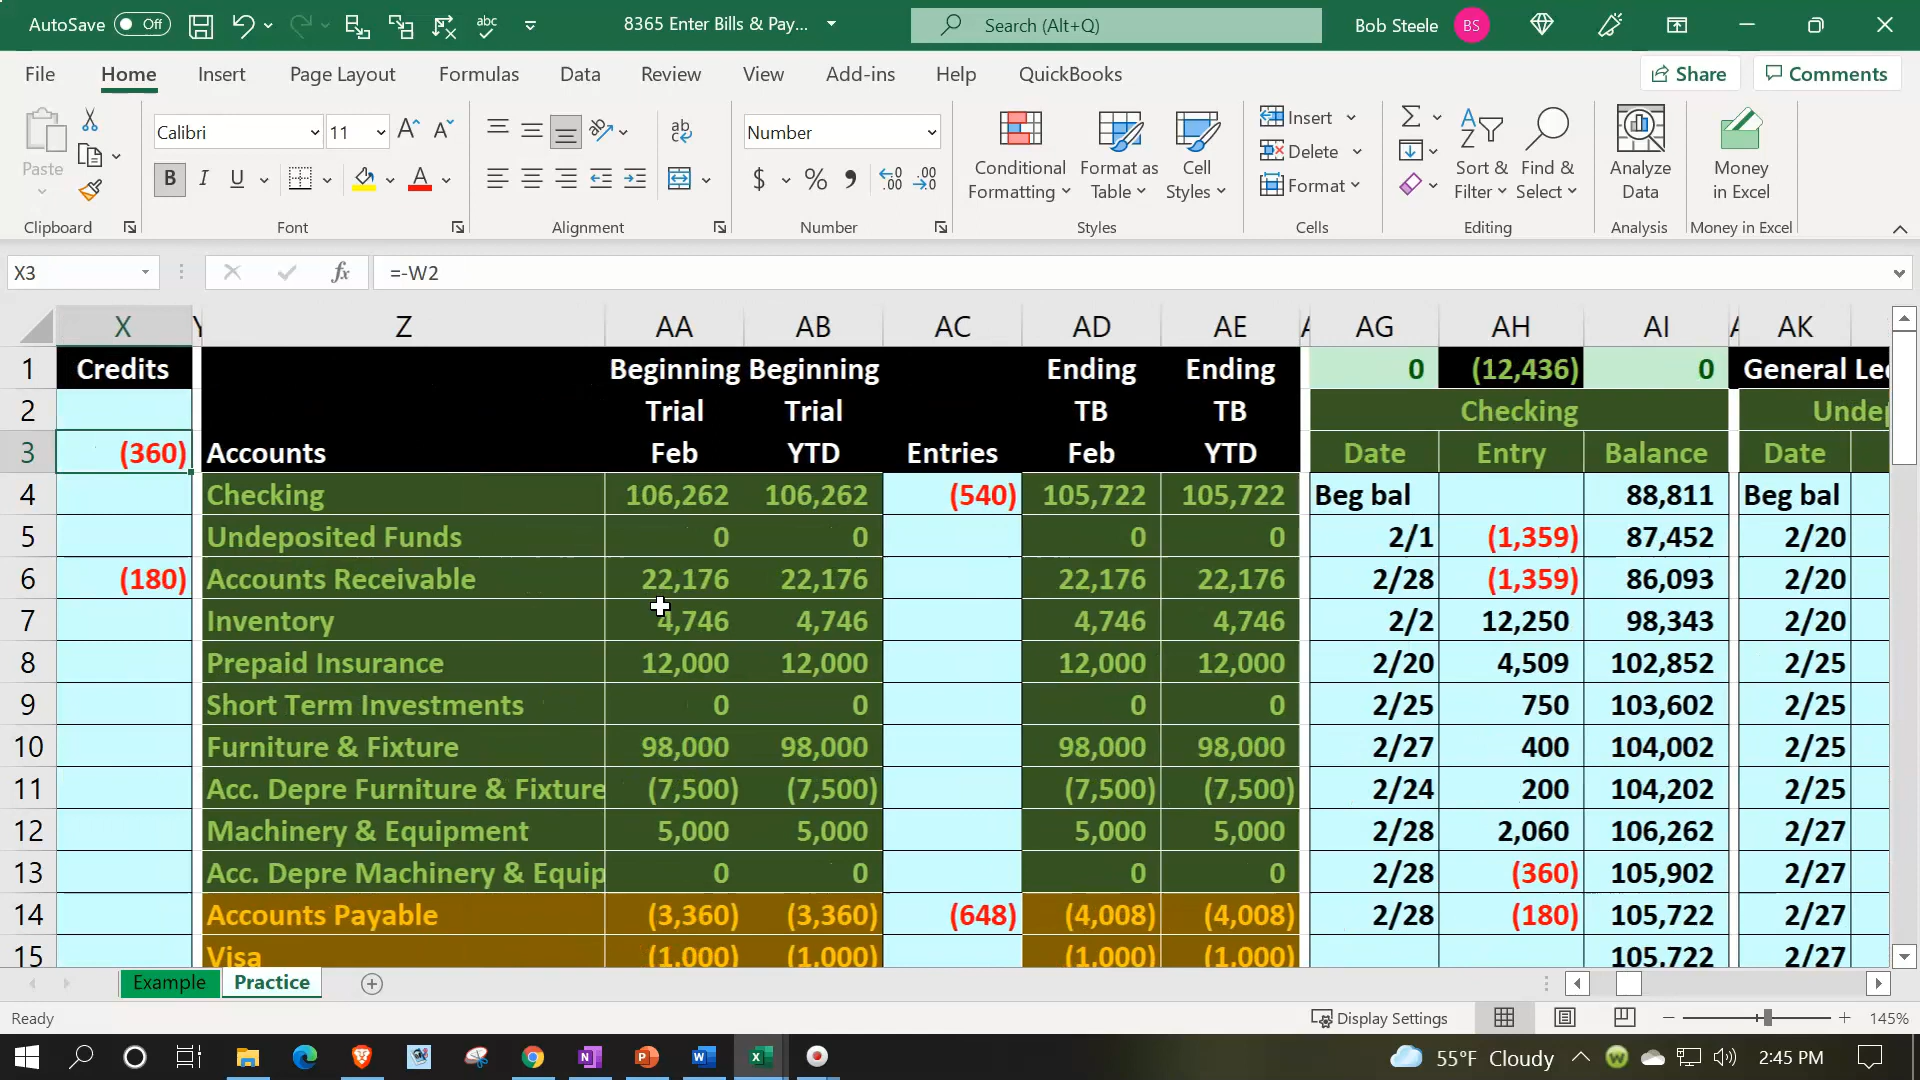 AutoSave Off abc 8365 Enter Bills & Pay... Search (Alt+Q) Bob Steele BS
File Home Insert Page Layout Formulas Data Review View Add-ins Help QuickBooks Share Comments
Paste Calibri 11 Number Conditional Formatting Format as Table Cell Styles Insert Delete Format Sort & Filter Find & Select Analyze Data Money in Excel
Clipboard Font Alignment Number Styles Cells Editing Analysis Money in Excel
X3 fx =-W2
X Z AA AB AC AD AE AG AH AI AK
1 Credits Beginning Beginning Ending Ending 0 (12,436) 0 General Le
2 Trial Trial TB TB Checking
3 (360) Accounts Feb YTD Entries Feb YTD Date Entry Balance Date
4 Checking 106,262 106,262 (540) 105,722 105,722 Beg bal 88,811 Beg bal
5 Undeposited Funds 0 0 0 0 2/1 (1,359) 87,452 2/20
6 (180) Accounts Receivable 22,176 22,176 22,176 22,176 2/28 (1,359) 86,093 2/20
7 Inventory 4,746 4,746 4,746 4,746 2/2 12,250 98,343 2/20
8 Prepaid Insurance 12,000 12,000 12,000 12,000 2/20 4,509 102,852 2/25
9 Short Term Investments 0 0 0 0 2/25 750 103,602 2/25
10 Furniture & Fixture 98,000 98,000 98,000 98,000 2/27 400 104,002 2/25
11 Acc. Depre Furniture & Fixture (7,500) (7,500) (7,500) (7,500) 2/24 200 104,202 2/25
12 Machinery & Equipment 5,000 5,000 5,000 5,000 2/28 2,060 106,262 2/27
13 Acc. Depre Machinery & Equip 0 0 0 0 2/28 (360) 105,902 2/27
14 Accounts Payable (3,360) (3,360) (648) (4,008) (4,008) 2/28 (180) 105,722 2/27
15 Visa (1,000) (1,000) (1,000) (1,000) 105,722 2/27
Example Practice
Ready Display Settings 145%
55°F Cloudy 2:45 PM